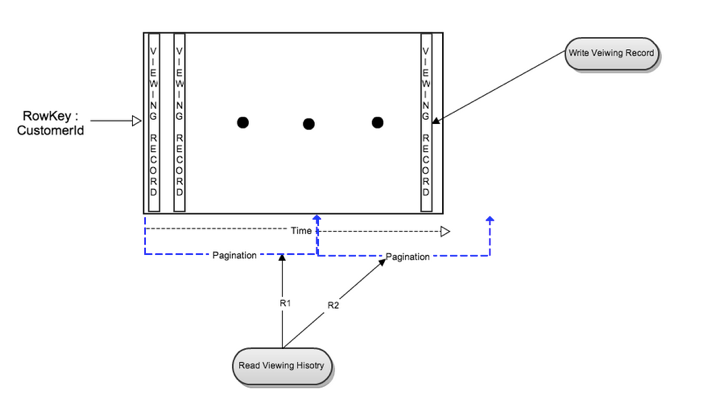 Write Veiwing Record
VIEWING RECORD
VIEWING RECORD
VIEWING RECORD
RowKey :
CustomerId
Time
Pagination
Pagination
R1
R2
Read Viewing Hisotry